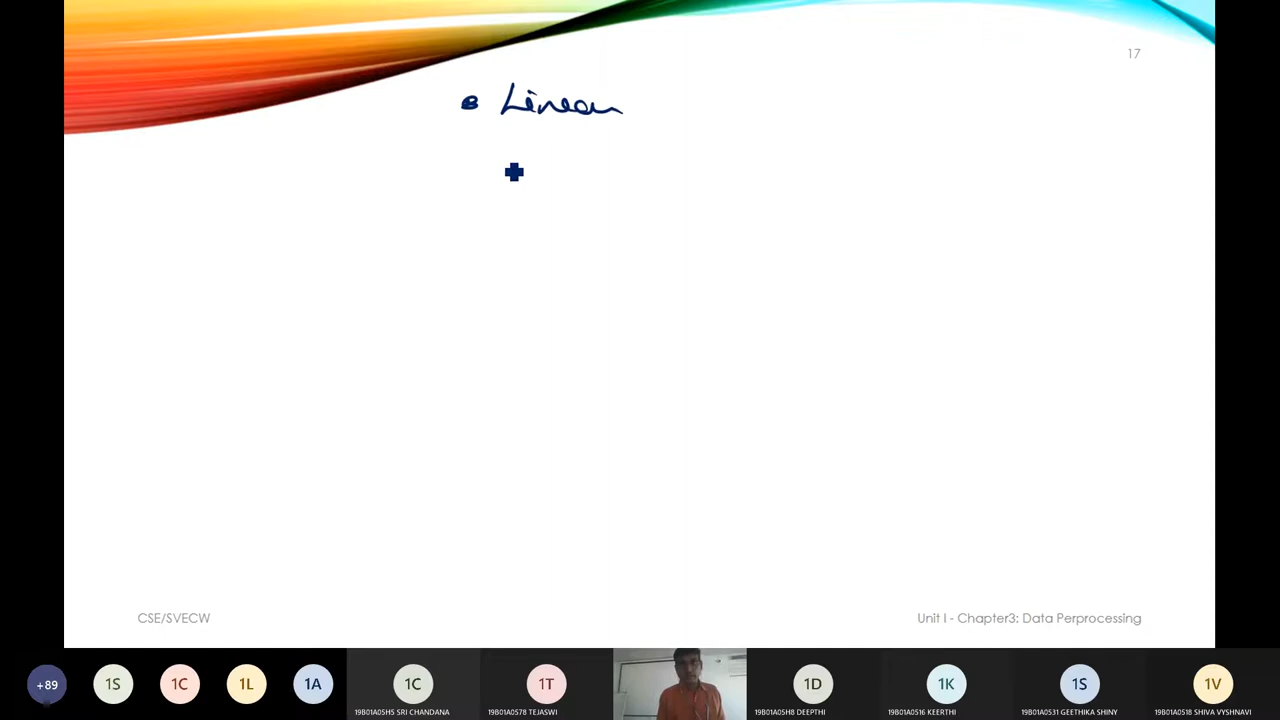 17
• Linear
CSE/SVECW
Unit I - Chapter3: Data Perprocessing
+89
1S
1C
1L
1A
1C
1T
1D
1K
1S
1V
19B01A05H5 SRI CHANDANA
19B01A0578 TEJASWI
19B01A05H8 DEEPTHI
19B01A0516 KEERTHI
19B01A0531 GEETHIKA SHINY
19B01A0518 SHIVA VYSHNAVI